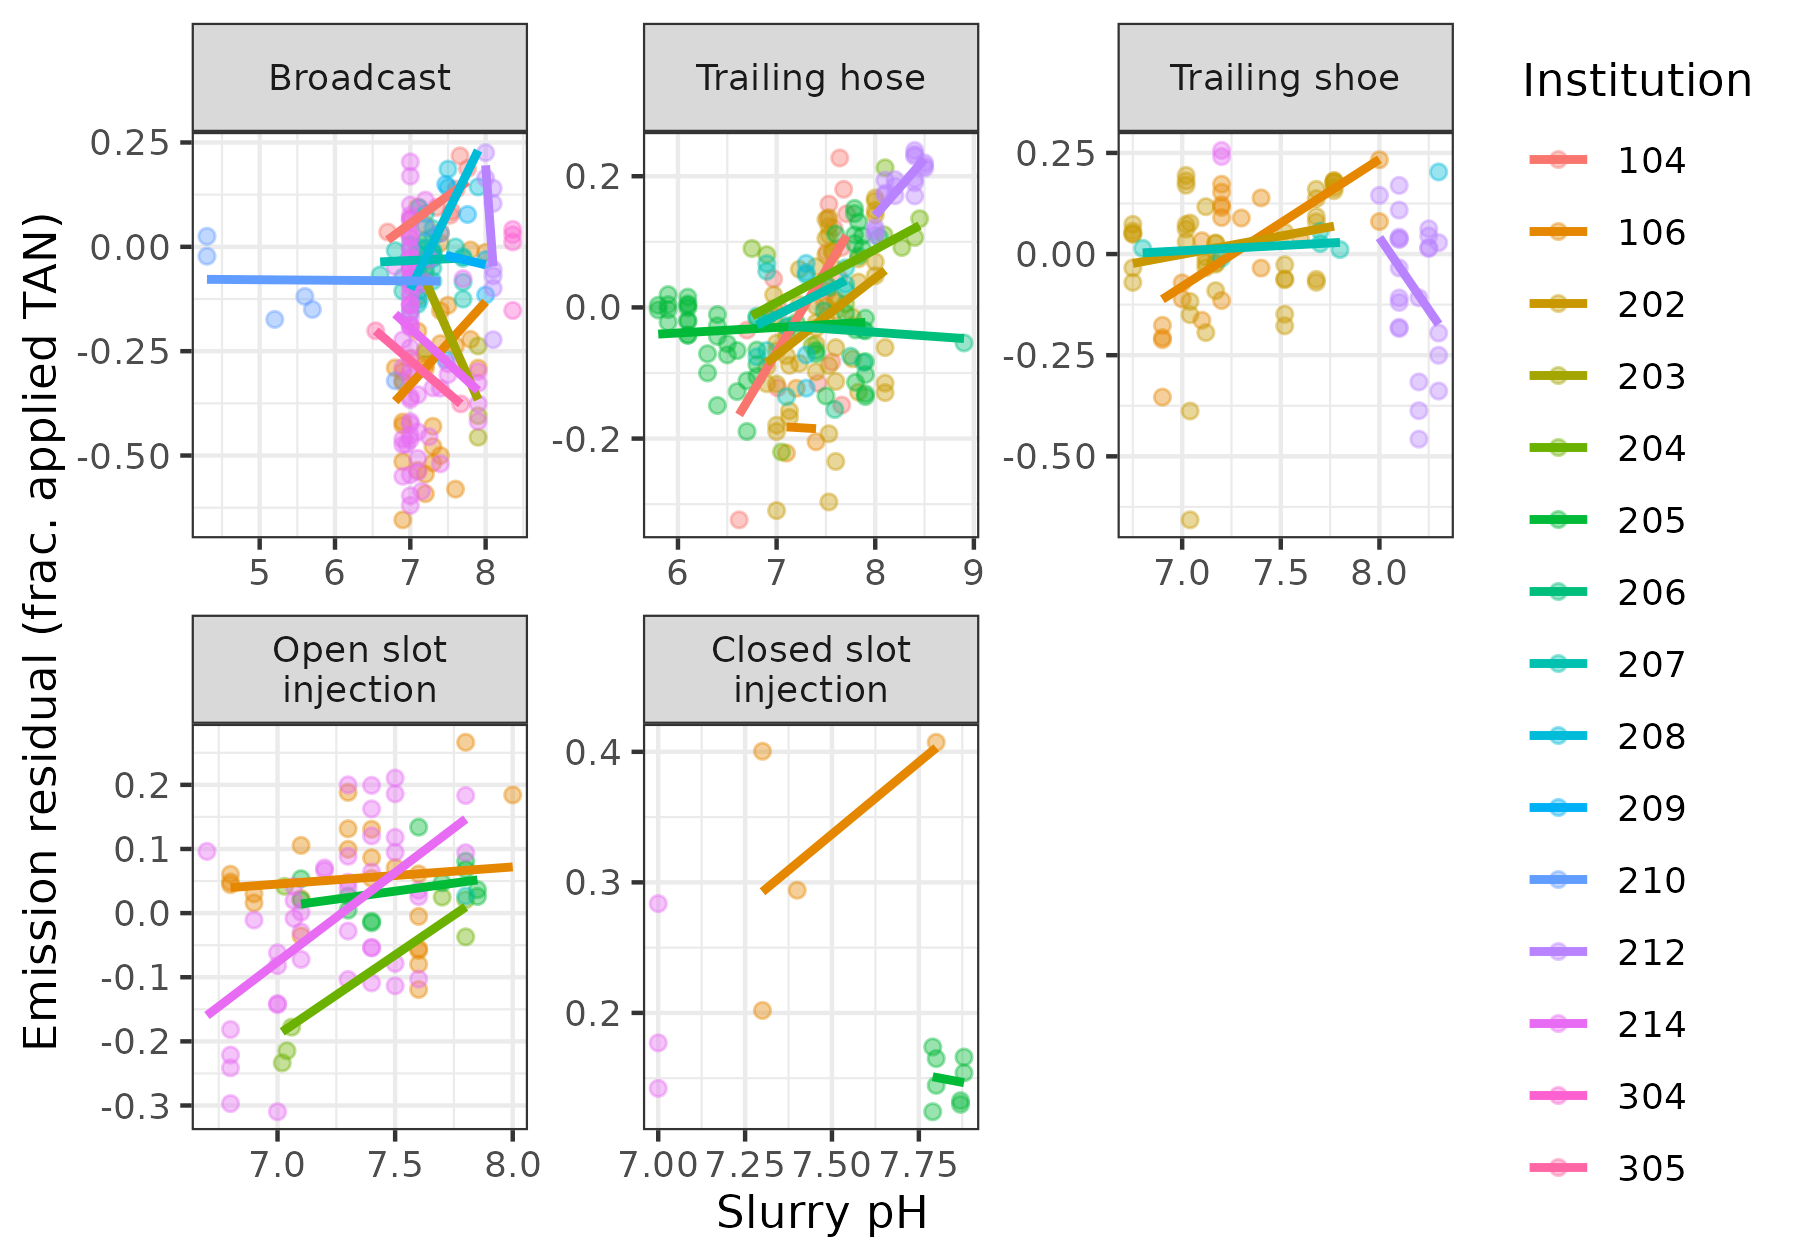 Broadcast
Trailing hose
Trailing shoe
Institution
0.25
0.00
-0.25
-0.50
5 6 7 8
0.2
0.0
-0.2
6 7 8 9
0.25
0.00
-0.25
-0.50
7.0 7.5 8.0
Open slot
injection
Closed slot
injection
0.2
0.1
0.0
-0.1
-0.2
-0.3
7.0 7.5 8.0
0.4
0.3
0.2
7.00 7.25 7.50 7.75
Emission residual (frac. applied TAN)
Slurry pH
104
106
202
203
204
205
206
207
208
209
210
212
214
304
305